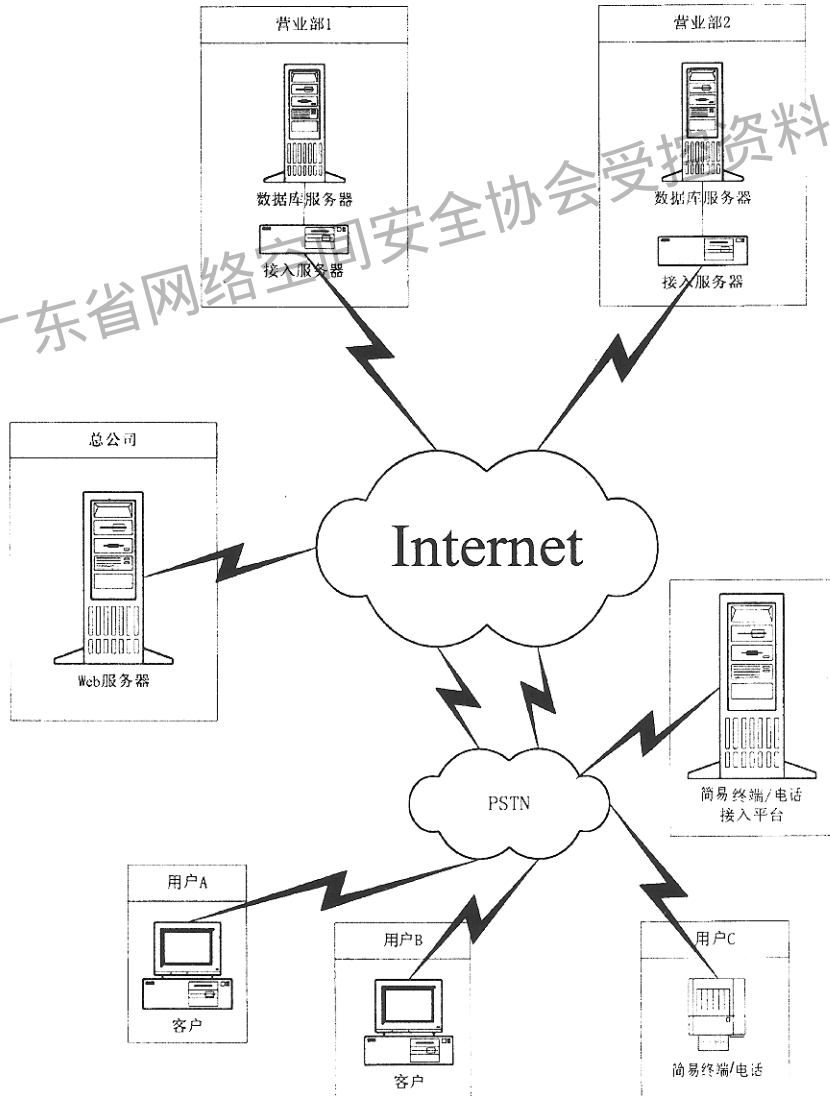 营业部1
营业部2
数据库服务器
数据库服务器
接入服务器
接入服务器
广东省网络空间安全协会受控资料
总公司
Internet
Web服务器
PSTN
简易终端/电话
接入平台
用户A
用户B
用户C
客户
客户
简易终端/电话